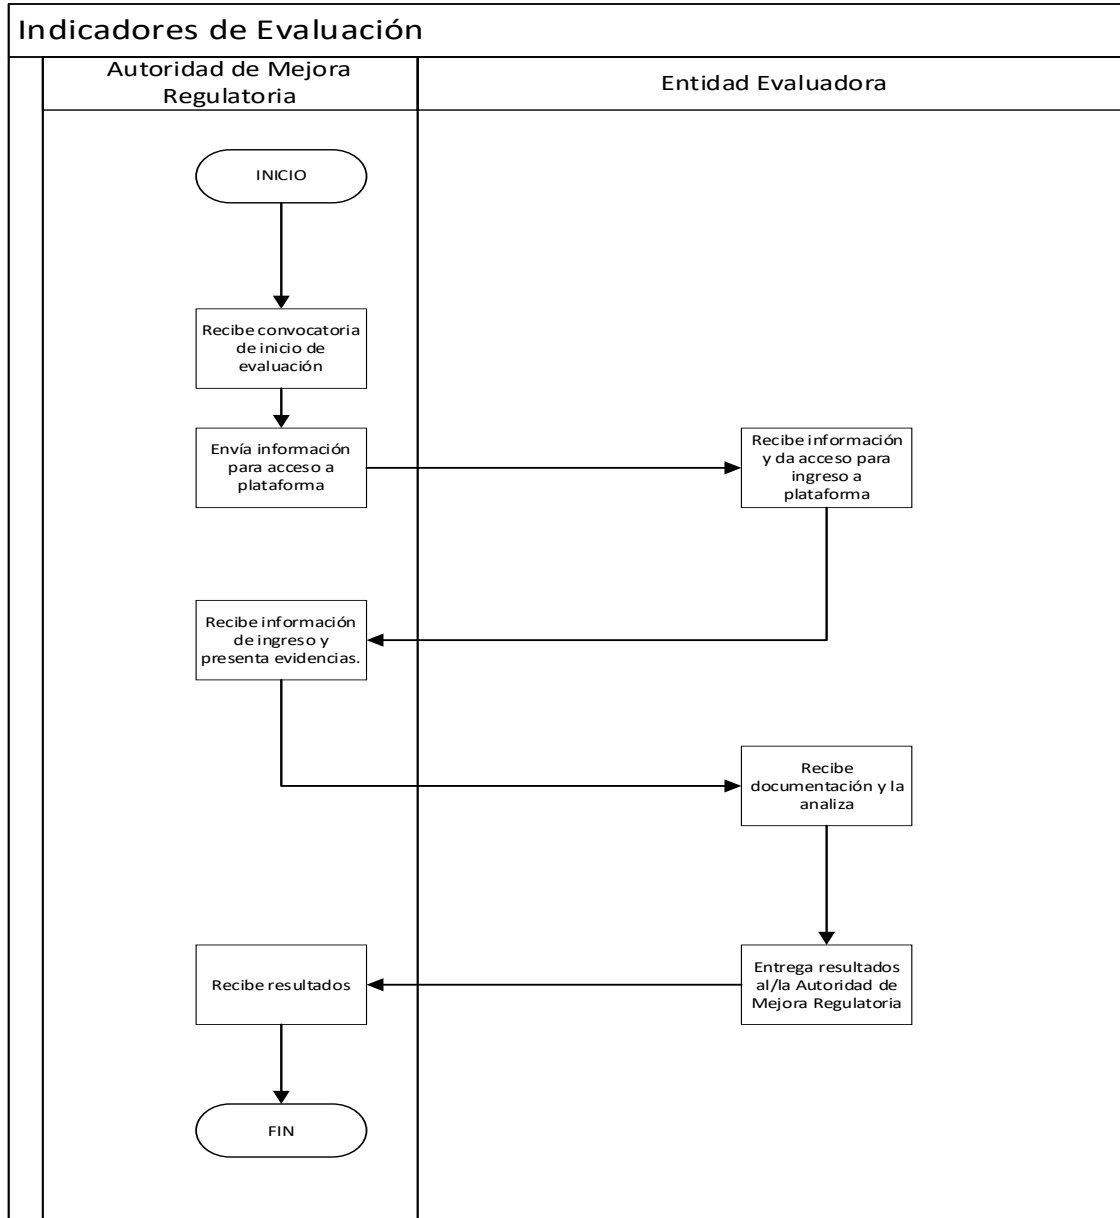 Indicadores de Evaluación
Autoridad de Mejora
Regulatoria
Entidad Evaluadora
INICIO
Recibe convocatoria
de inicio de
evaluación
Envía información
para acceso a
plataforma
Recibe información
y da acceso para
ingreso a
plataforma
Recibe información
de ingreso y
presenta evidencias.
Recibe
documentación y la
analiza
Entrega resultados
al/la Autoridad de
Mejora Regulatoria
Recibe resultados
FIN